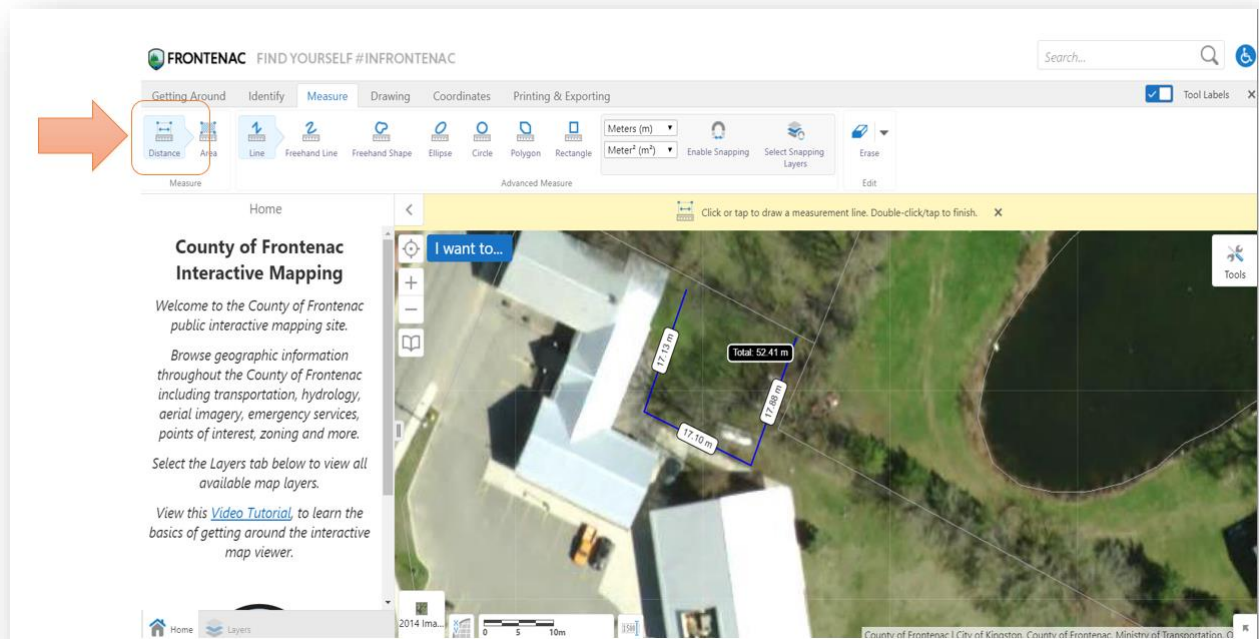 FRONTENAC FIND YOURSELF #INFRONTENAC
Search...
Getting Around Identify Measure Drawing Coordinates Printing & Exporting
Tool Labels
Meters (m)
Meter² (m²)
Distance Area Line Freehand Line Freehand Shape Ellipse Circle Polygon Rectangle Enable Snapping Select Snapping Layers Erase
Measure Advanced Measure Edit
Home
Click or tap to draw a measurement line. Double-click/tap to finish.
County of Frontenac
Interactive Mapping
Welcome to the County of Frontenac
public interactive mapping site.
Browse geographic information
throughout the County of Frontenac
including transportation, hydrology,
aerial imagery, emergency services,
points of interest, zoning and more.
Select the Layers tab below to view all
available map layers.
View this Video Tutorial, to learn the
basics of getting around the interactive
map viewer.
I want to...
Tools
17.13 m
Total: 52.41 m
17.88 m
17.10 m
2014 Ima...
0 5 10m
Home Layers
County of Frontenac | City of Kingston, County of Frontenac, Ministry of Transportation, O